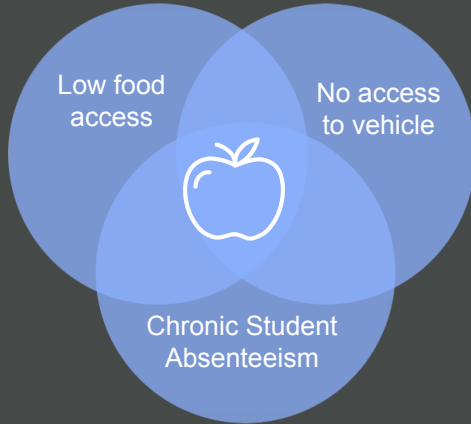 Low food
access
No access
to vehicle
Chronic Student
Absenteeism